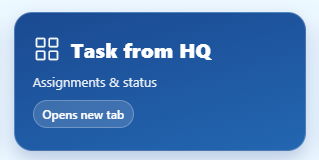 Task from HQ
Assignments & status
Opens new tab